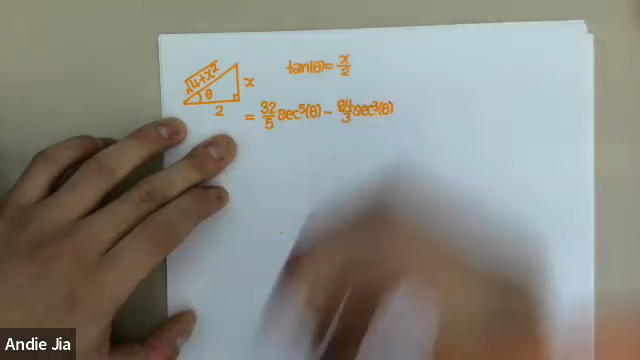 √4+x²
θ
x
2
tan(θ) = x/2
= 32/5 sec⁵(θ) - 64/3 sec³(θ)
Andie Jia